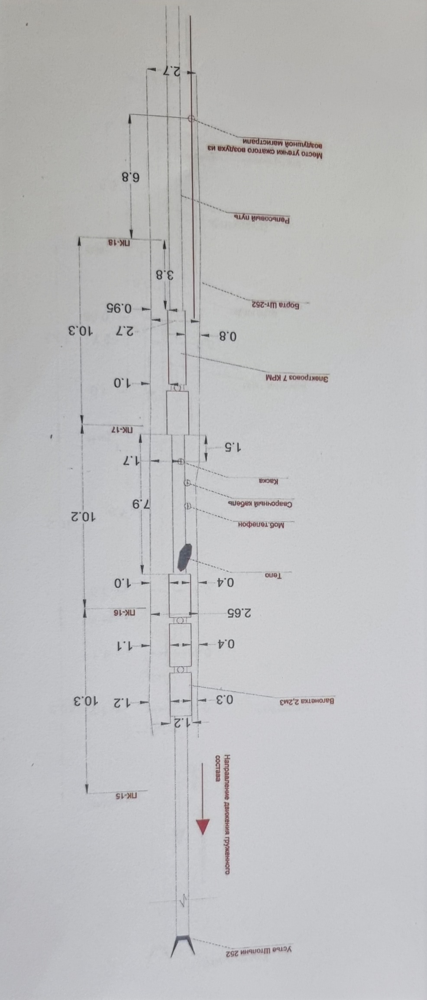 Устье Штольни 252
Направление движения груженного
состава
ПК-15
1.2
10.3
1.2
0.3
Вагонетка 2,2м3
1.1
0.4
ПК-16
2.65
1.0
0.4
Тело
10.2
7.9
Моб.телефон
Сварочный кабель
Каска
1.7
1.5
ПК-17
1.0
Электровоз 7 КРМ
10.3
2.7
0.8
0.95
Борта Шт-252
3.8
ПК-18
Рельсовый путь
6.8
Место утечки сжатого воздуха из
воздушной магистрали
2.7